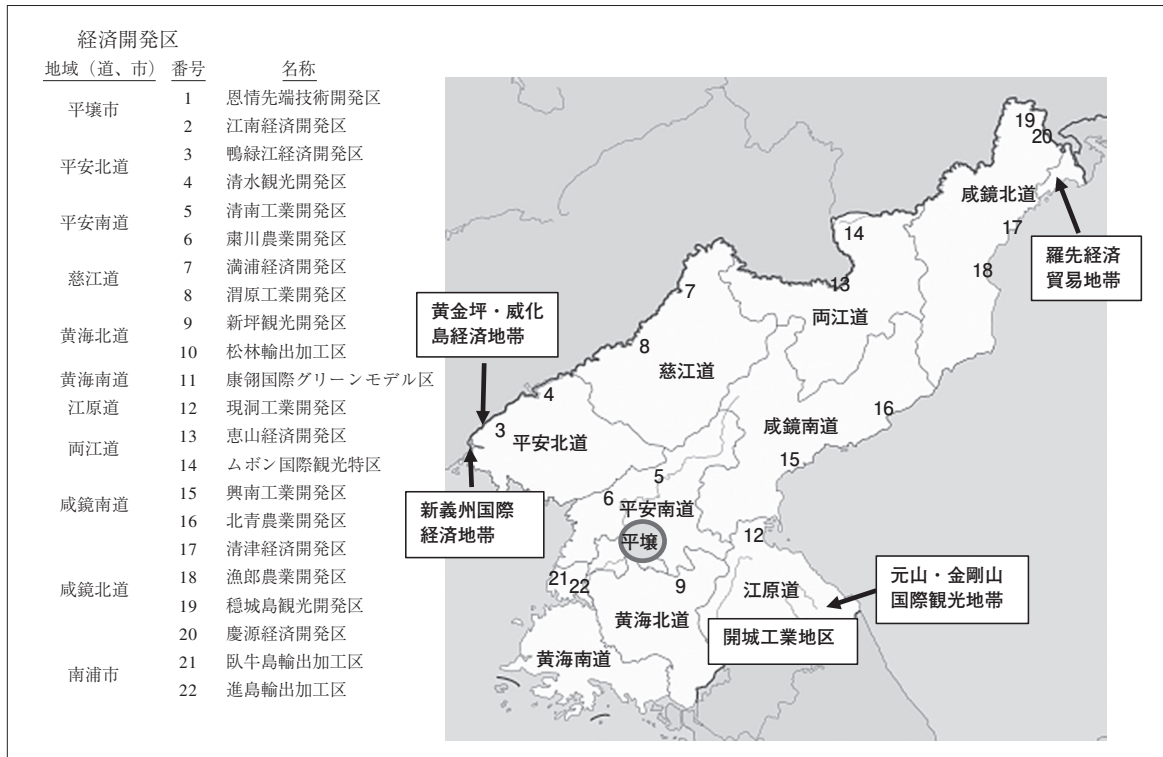 経済開発区
地域（道、市） 番号 名称
平壌市
1 恩情先端技術開発区
2 江南経済開発区
平安北道
3 鴨緑江経済開発区
4 清水観光開発区
平安南道
5 清南工業開発区
6 粛川農業開発区
慈江道
7 満浦経済開発区
8 渭原工業開発区
黄海北道
9 新坪観光開発区
10 松林輸出加工区
黄海南道 11 康翎国際グリーンモデル区
江原道 12 現洞工業開発区
両江道
13 恵山経済開発区
14 ムボン国際観光特区
咸鏡南道
15 興南工業開発区
16 北青農業開発区
咸鏡北道
17 清津経済開発区
18 漁郎農業開発区
19 穏城島観光開発区
20 慶源経済開発区
南浦市
21 臥牛島輸出加工区
22 進島輸出加工区
19
20
咸鏡北道
17
18
羅先経済
貿易地帯
14
13
両江道
7
8
慈江道
黄金坪・威化
島経済地帯
4
3
平安北道
16
咸鏡南道
15
新義州国際
経済地帯
5
6
平安南道
平壌
12
21
22
9
江原道
元山・金剛山
国際観光地帯
黄海北道
開城工業地区
黄海南道